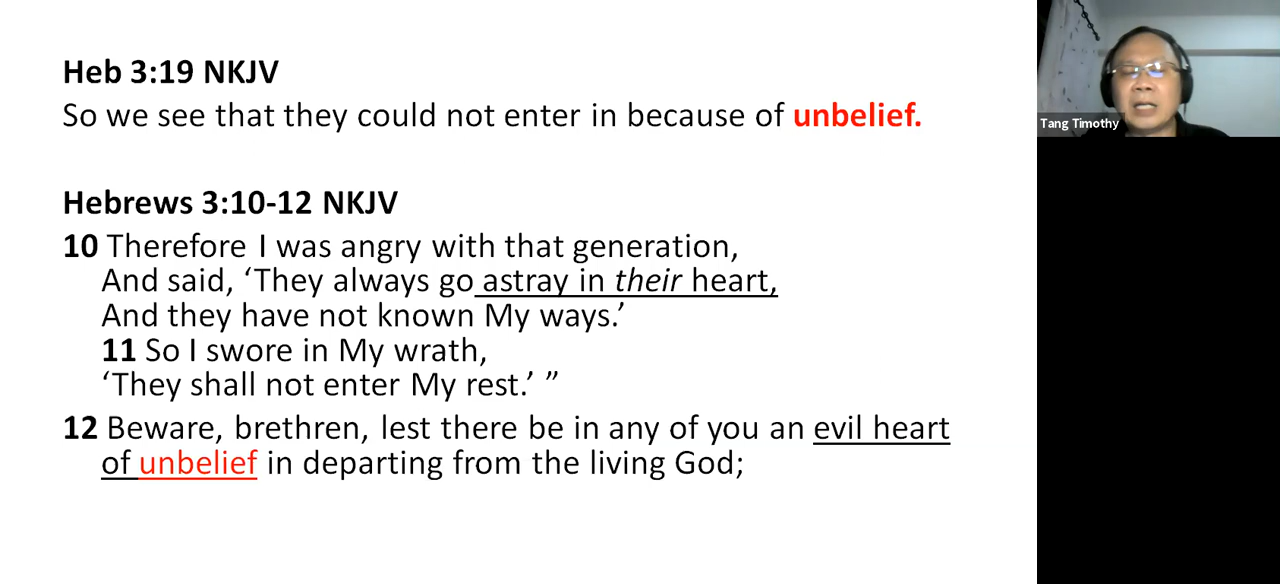 Heb 3:19 NKJV
So we see that they could not enter in because of unbelief.
Hebrews 3:10-12 NKJV
10 Therefore I was angry with that generation,
And said, ‘They always go astray in their heart,
And they have not known My ways.’
11 So I swore in My wrath,
‘They shall not enter My rest.’ ”
12 Beware, brethren, lest there be in any of you an evil heart
of unbelief in departing from the living God;
Tang Timothy